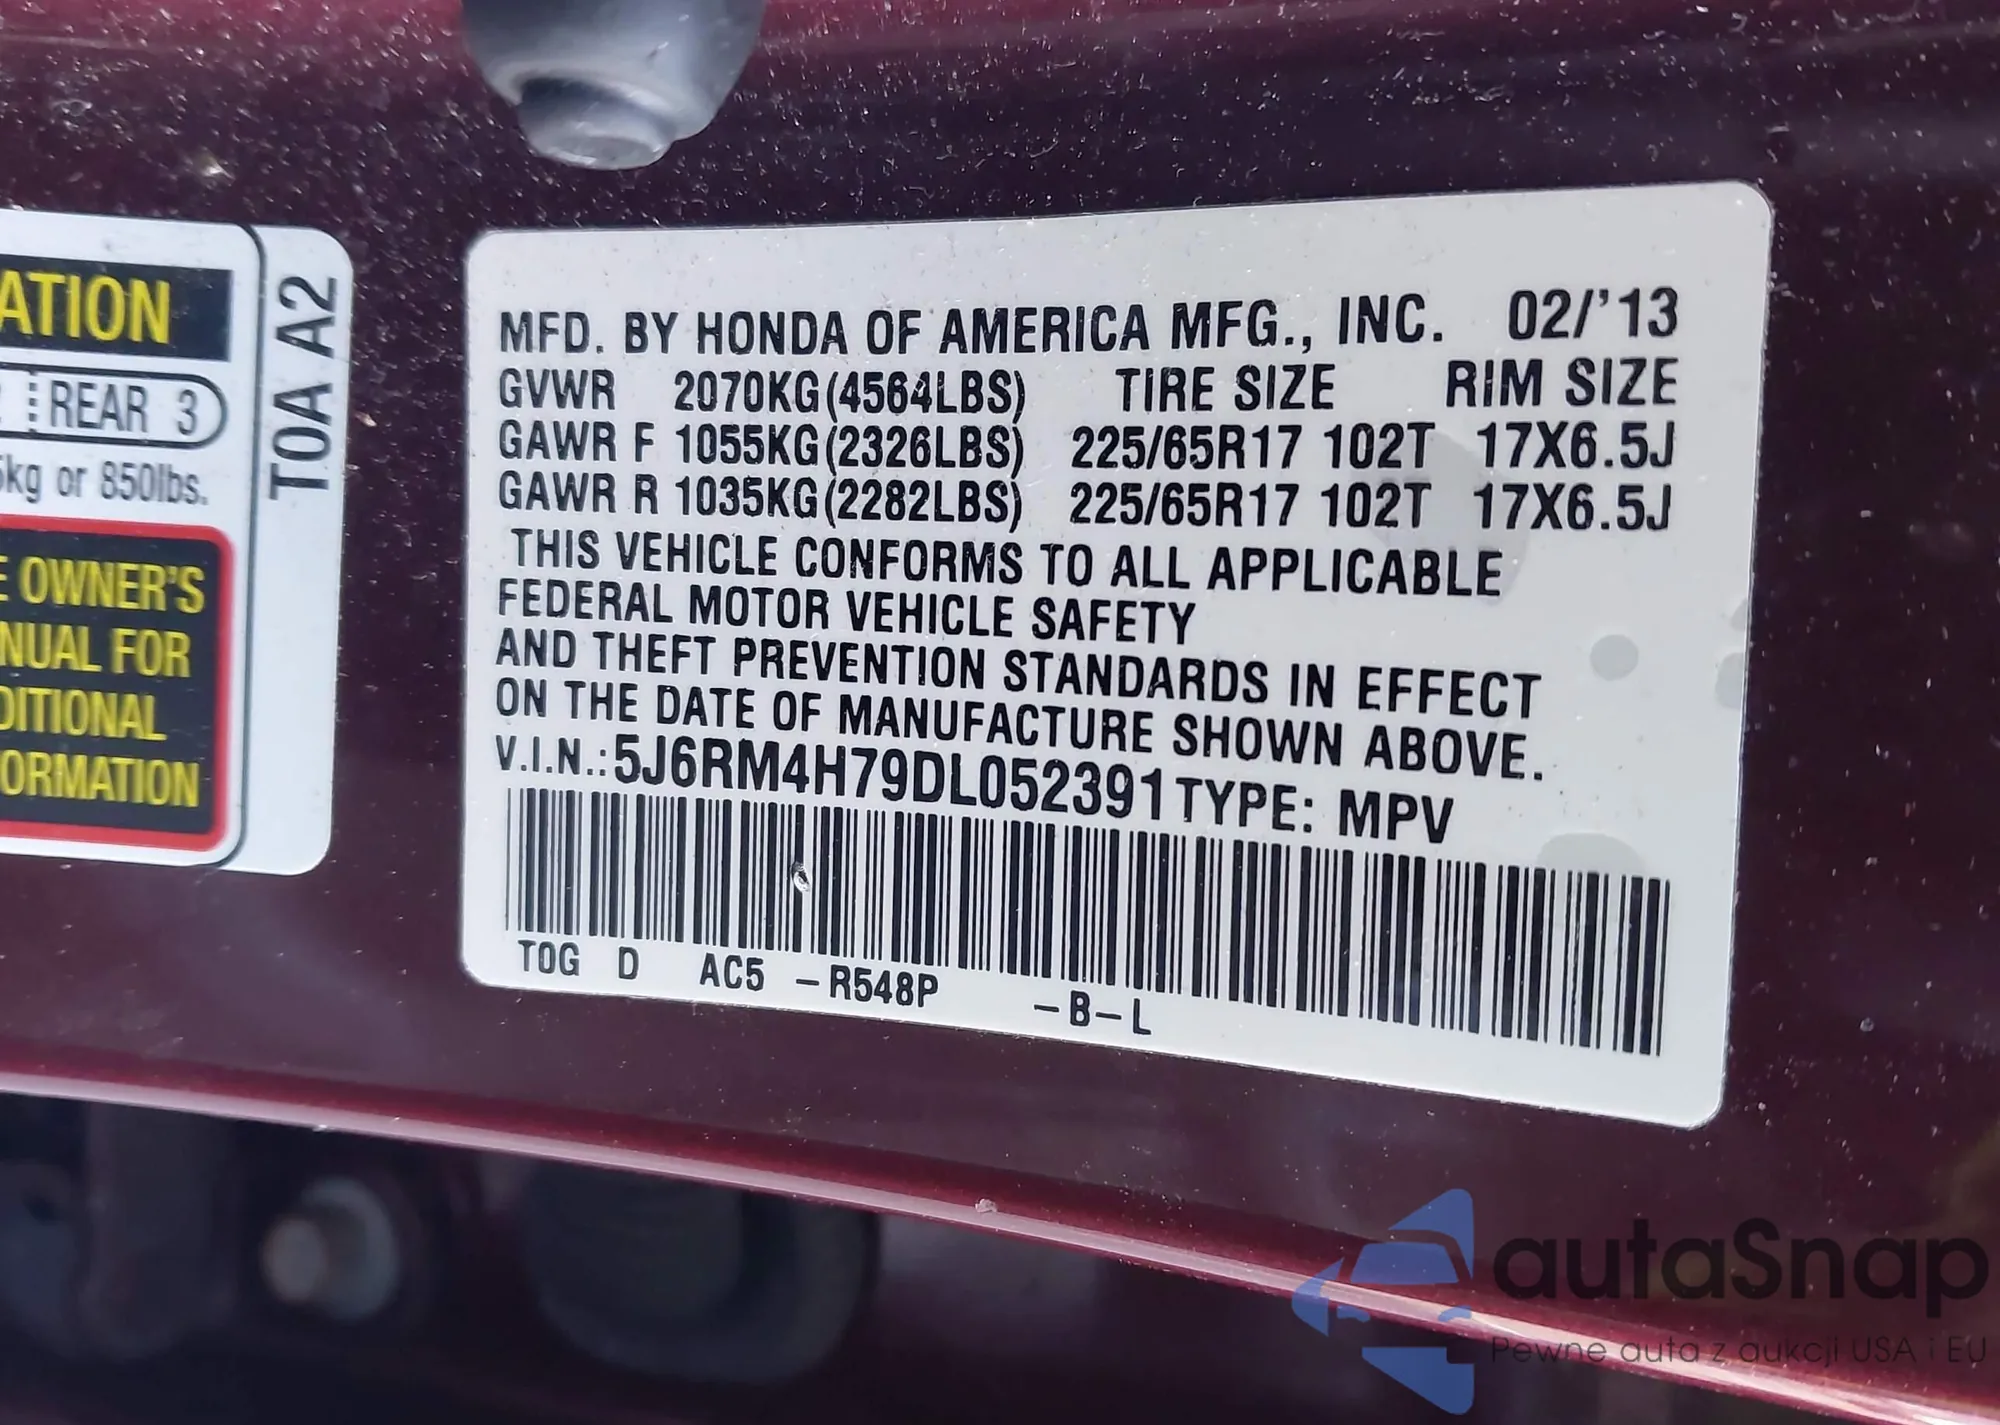 ATION
REAR 3
kg or 850lbs.
OWNER'S
NUAL FOR
DITIONAL
ORMATION
T0A A2
MFD. BY HONDA OF AMERICA MFG., INC. 02/'13
GVWR 2070KG(4564LBS) TIRE SIZE RIM SIZE
GAWR F 1055KG(2326LBS) 225/65R17 102T 17X6.5J
GAWR R 1035KG(2282LBS) 225/65R17 102T 17X6.5J
THIS VEHICLE CONFORMS TO ALL APPLICABLE
FEDERAL MOTOR VEHICLE SAFETY
AND THEFT PREVENTION STANDARDS IN EFFECT
ON THE DATE OF MANUFACTURE SHOWN ABOVE.
V.I.N.:5J6RM4H79DL052391 TYPE: MPV
T0G D AC5 -R548P -B-L
autaSnap
Pewne auta z aukcji USA i EU